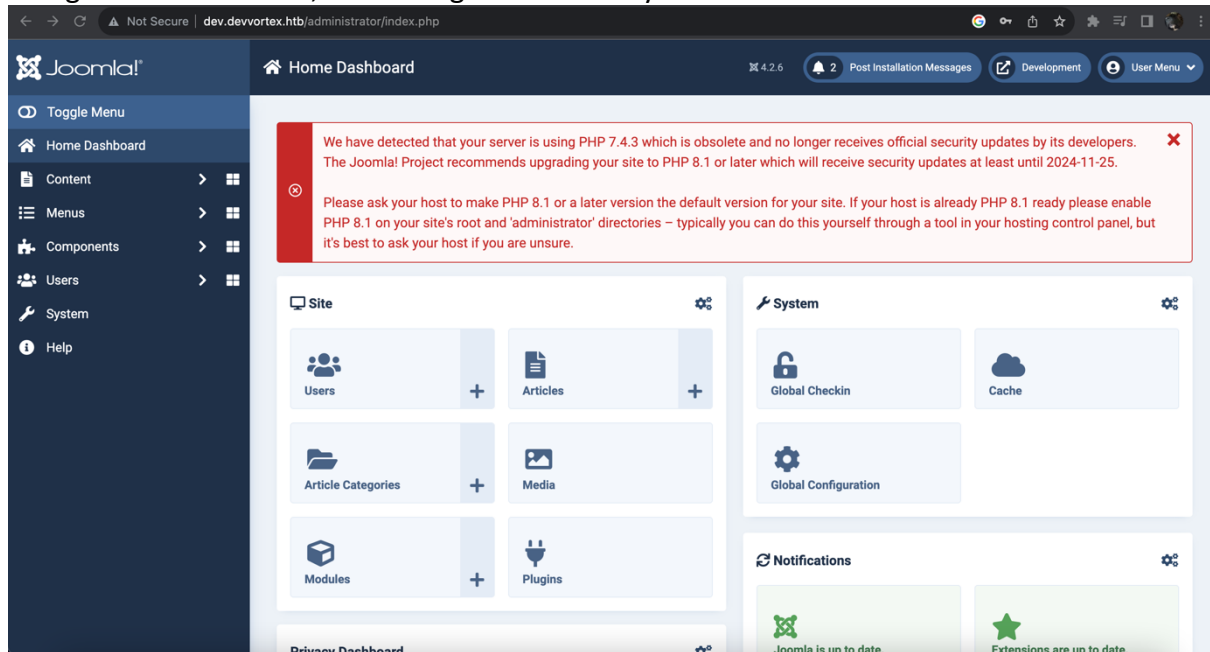 Not Secure | dev.devvortex.htb/administrator/index.php
Joomla!®
Home Dashboard
4.2.6
2 Post Installation Messages
Development
User Menu
Toggle Menu
Home Dashboard
Content
Menus
Components
Users
System
Help
We have detected that your server is using PHP 7.4.3 which is obsolete and no longer receives official security updates by its developers.
The Joomla! Project recommends upgrading your site to PHP 8.1 or later which will receive security updates at least until 2024-11-25.
Please ask your host to make PHP 8.1 or a later version the default version for your site. If your host is already PHP 8.1 ready please enable
PHP 8.1 on your site's root and 'administrator' directories – typically you can do this yourself through a tool in your hosting control panel, but
it's best to ask your host if you are unsure.
Site
Users
Articles
Article Categories
Media
Modules
Plugins
Privacy Dashboard
System
Global Checkin
Cache
Global Configuration
Notifications
Joomla is up to date
Extensions are up to date